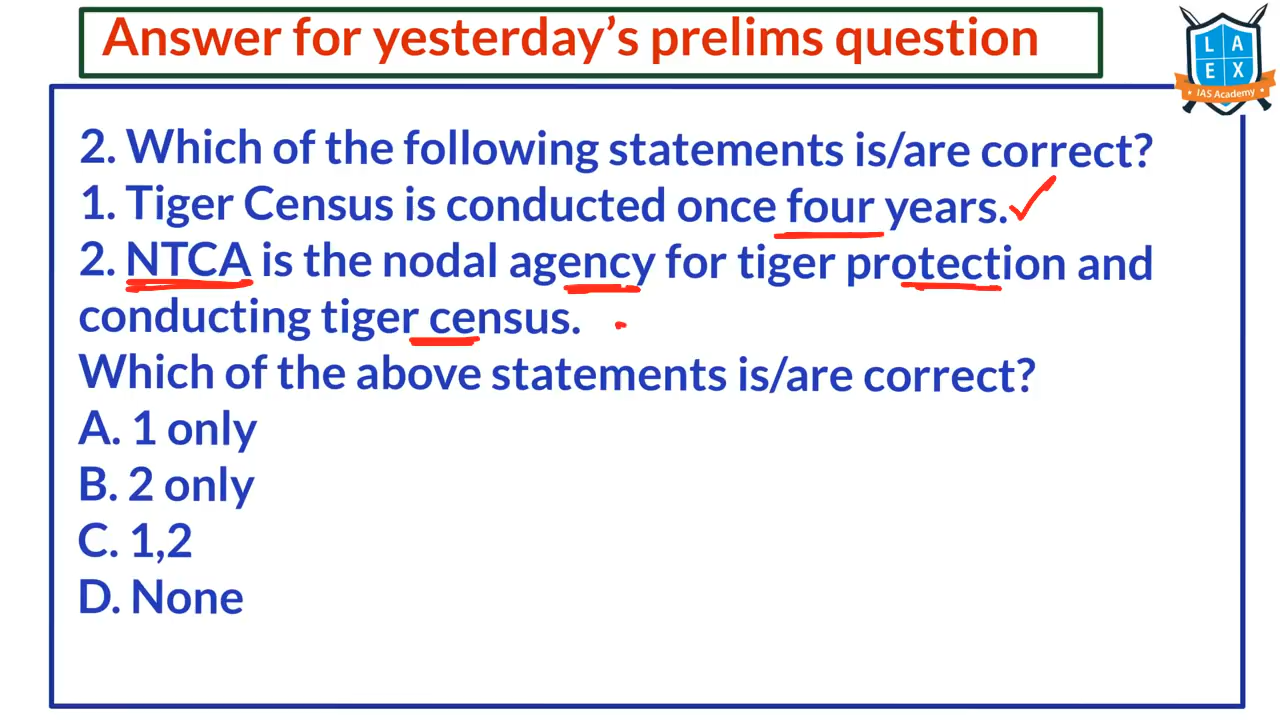 Answer for yesterday's prelims question
L A
E X
IAS Academy
2. Which of the following statements is/are correct?
1. Tiger Census is conducted once four years.
2. NTCA is the nodal agency for tiger protection and
conducting tiger census.
Which of the above statements is/are correct?
A. 1 only
B. 2 only
C. 1,2
D. None